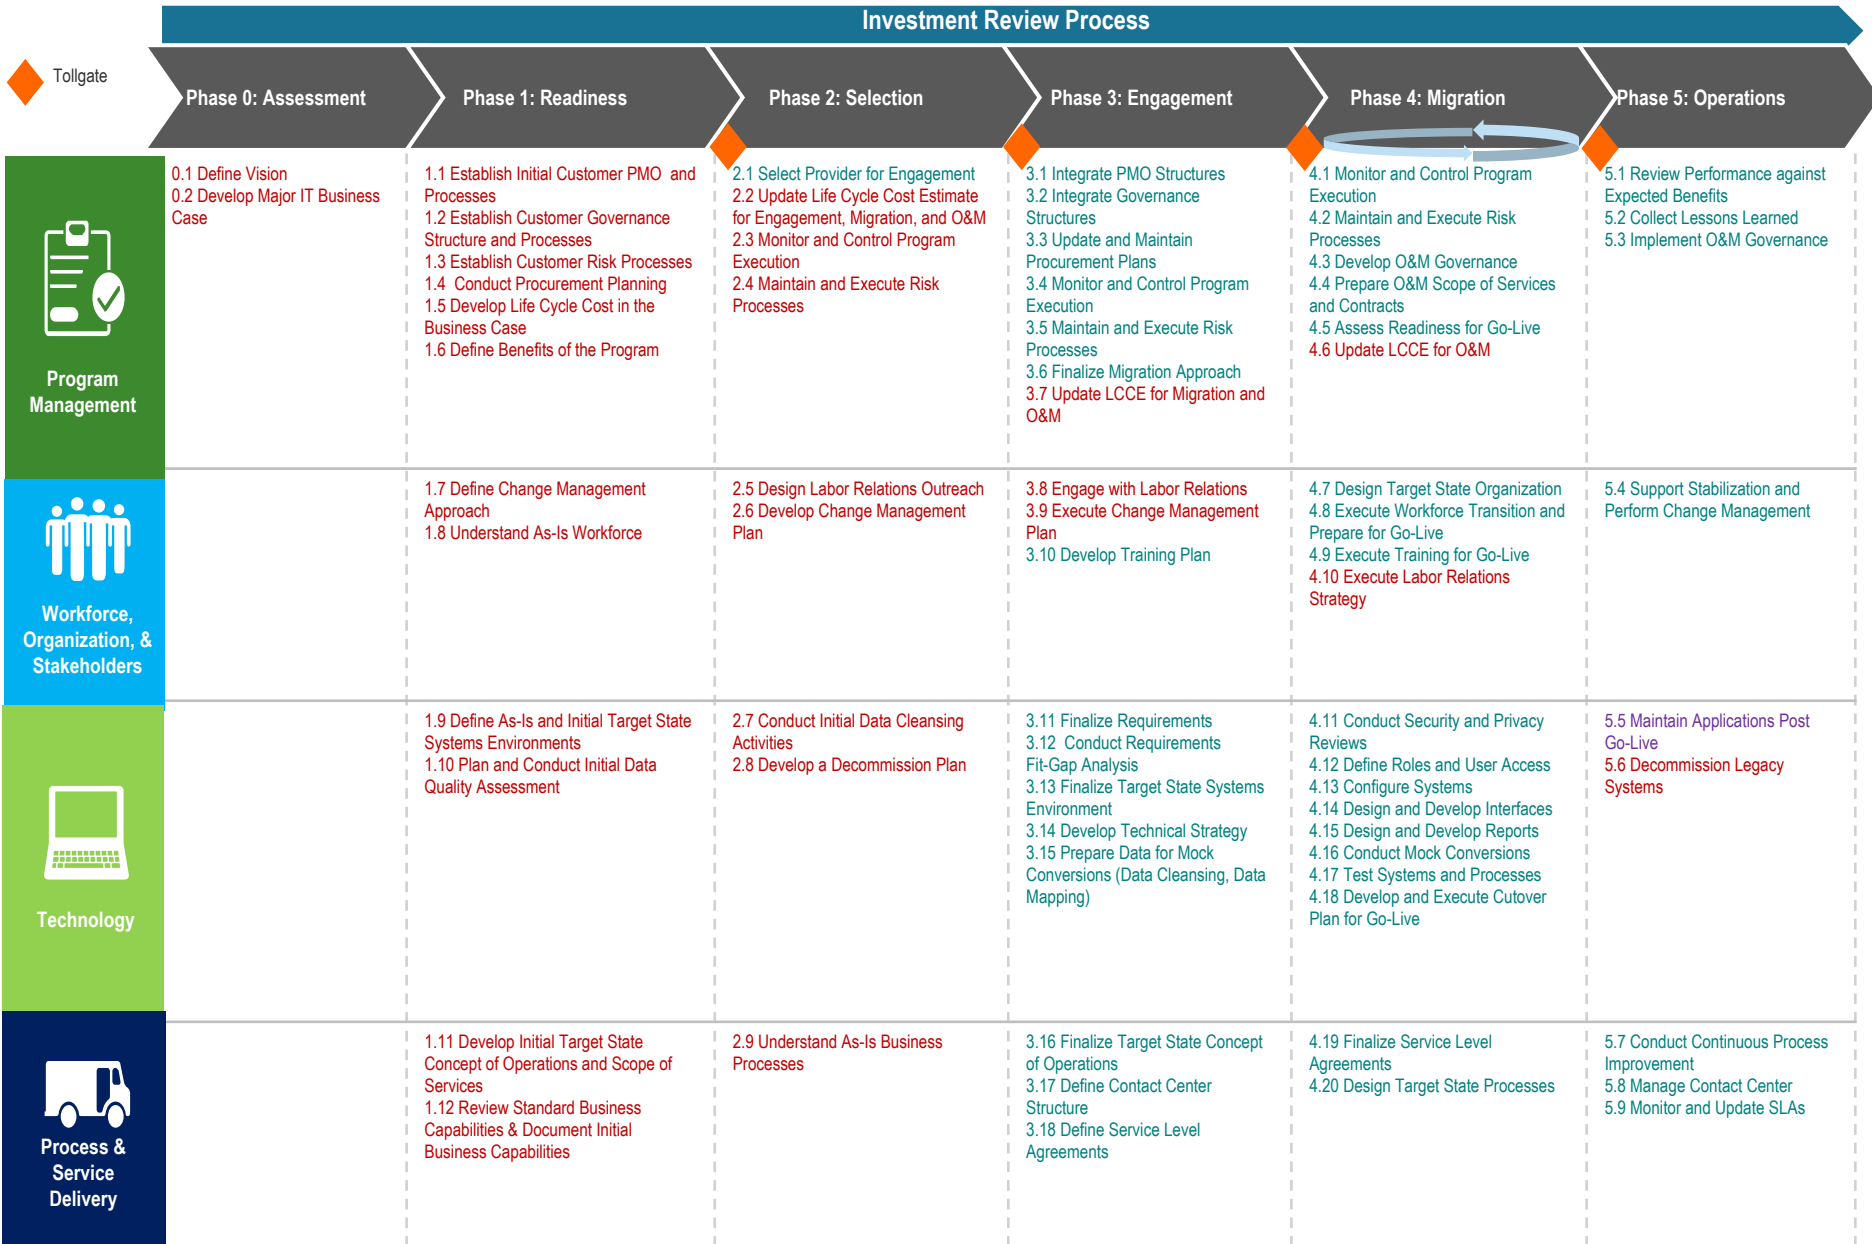 Investment Review Process
Tollgate
Phase 0: Assessment
Phase 1: Readiness
Phase 2: Selection
Phase 3: Engagement
Phase 4: Migration
Phase 5: Operations
Program
Management
0.1 Define Vision
0.2 Develop Major IT Business
Case
1.1 Establish Initial Customer PMO and
Processes
1.2 Establish Customer Governance
Structure and Processes
1.3 Establish Customer Risk Processes
1.4 Conduct Procurement Planning
1.5 Develop Life Cycle Cost in the
Business Case
1.6 Define Benefits of the Program
2.1 Select Provider for Engagement
2.2 Update Life Cycle Cost Estimate
for Engagement, Migration, and O&M
2.3 Monitor and Control Program
Execution
2.4 Maintain and Execute Risk
Processes
3.1 Integrate PMO Structures
3.2 Integrate Governance
Structures
3.3 Update and Maintain
Procurement Plans
3.4 Monitor and Control Program
Execution
3.5 Maintain and Execute Risk
Processes
3.6 Finalize Migration Approach
3.7 Update LCCE for Migration and
O&M
4.1 Monitor and Control Program
Execution
4.2 Maintain and Execute Risk
Processes
4.3 Develop O&M Governance
4.4 Prepare O&M Scope of Services
and Contracts
4.5 Assess Readiness for Go-Live
4.6 Update LCCE for O&M
5.1 Review Performance against
Expected Benefits
5.2 Collect Lessons Learned
5.3 Implement O&M Governance
Workforce,
Organization, &
Stakeholders
1.7 Define Change Management
Approach
1.8 Understand As-Is Workforce
2.5 Design Labor Relations Outreach
2.6 Develop Change Management
Plan
3.8 Engage with Labor Relations
3.9 Execute Change Management
Plan
3.10 Develop Training Plan
4.7 Design Target State Organization
4.8 Execute Workforce Transition and
Prepare for Go-Live
4.9 Execute Training for Go-Live
4.10 Execute Labor Relations
Strategy
5.4 Support Stabilization and
Perform Change Management
Technology
1.9 Define As-Is and Initial Target State
Systems Environments
1.10 Plan and Conduct Initial Data
Quality Assessment
2.7 Conduct Initial Data Cleansing
Activities
2.8 Develop a Decommission Plan
3.11 Finalize Requirements
3.12 Conduct Requirements
Fit-Gap Analysis
3.13 Finalize Target State Systems
Environment
3.14 Develop Technical Strategy
3.15 Prepare Data for Mock
Conversions (Data Cleansing, Data
Mapping)
4.11 Conduct Security and Privacy
Reviews
4.12 Define Roles and User Access
4.13 Configure Systems
4.14 Design and Develop Interfaces
4.15 Design and Develop Reports
4.16 Conduct Mock Conversions
4.17 Test Systems and Processes
4.18 Develop and Execute Cutover
Plan for Go-Live
5.5 Maintain Applications Post
Go-Live
5.6 Decommission Legacy
Systems
Process &
Service
Delivery
1.11 Develop Initial Target State
Concept of Operations and Scope of
Services
1.12 Review Standard Business
Capabilities & Document Initial
Business Capabilities
2.9 Understand As-Is Business
Processes
3.16 Finalize Target State Concept
of Operations
3.17 Define Contact Center
Structure
3.18 Define Service Level
Agreements
4.19 Finalize Service Level
Agreements
4.20 Design Target State Processes
5.7 Conduct Continuous Process
Improvement
5.8 Manage Contact Center
5.9 Monitor and Update SLAs